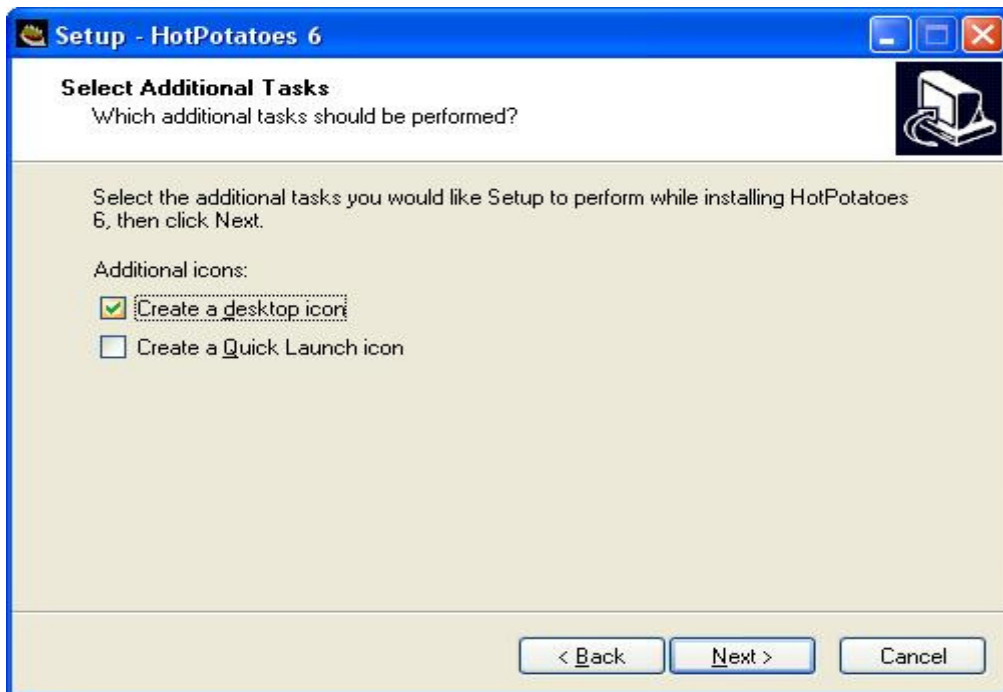 Setup - HotPotatoes 6
Select Additional Tasks
Which additional tasks should be performed?
Select the additional tasks you would like Setup to perform while installing HotPotatoes
6, then click Next.
Additional icons:
Create a desktop icon
Create a Quick Launch icon
< Back
Next >
Cancel